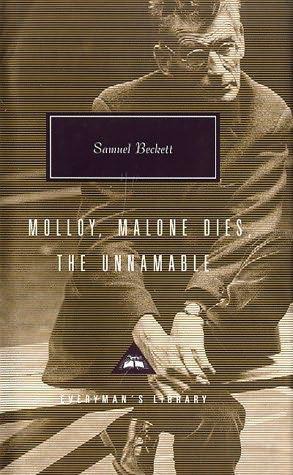 Samuel Beckett
MOLLOY, MALONE DIES,
THE UNNAMABLE
EVERYMAN'S LIBRARY